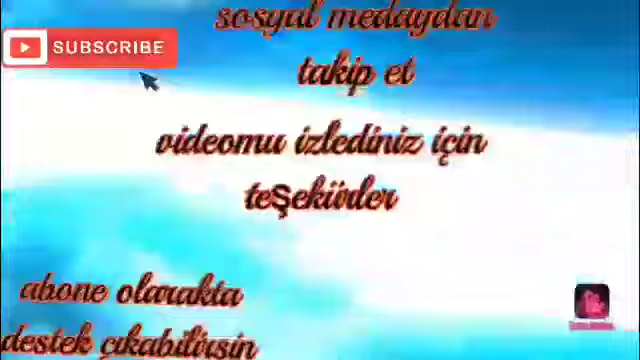 sosyal medaydan
SUBSCRIBE
takip et
videomu izlediniz için
teşekürler
abone olarakta
destek çıkabilirsin